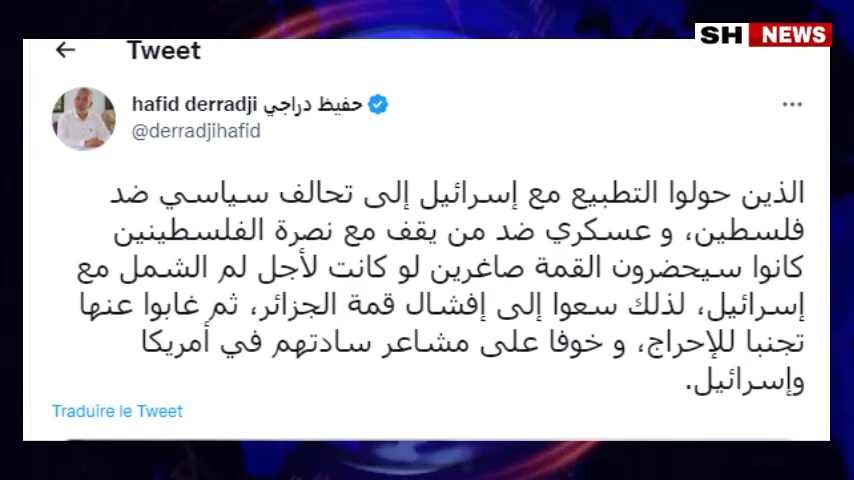 SH NEWS
Tweet
hafid derradji حفيظ دراجي
@derradjihafid
الذين حولوا التطبيع مع إسرائيل إلى تحالف سياسي ضد
فلسطين، و عسكري ضد من يقف مع نصرة الفلسطينين
كانوا سيحضرون القمة صاغرين لو كانت لأجل لم الشمل مع
إسرائيل، لذلك سعوا إلى إفشال قمة الجزائر، ثم غابوا عنها
تجنبا للإحراج، و خوفا على مشاعر سادتهم في أمريكا
وإسرائيل.
Traduire le Tweet